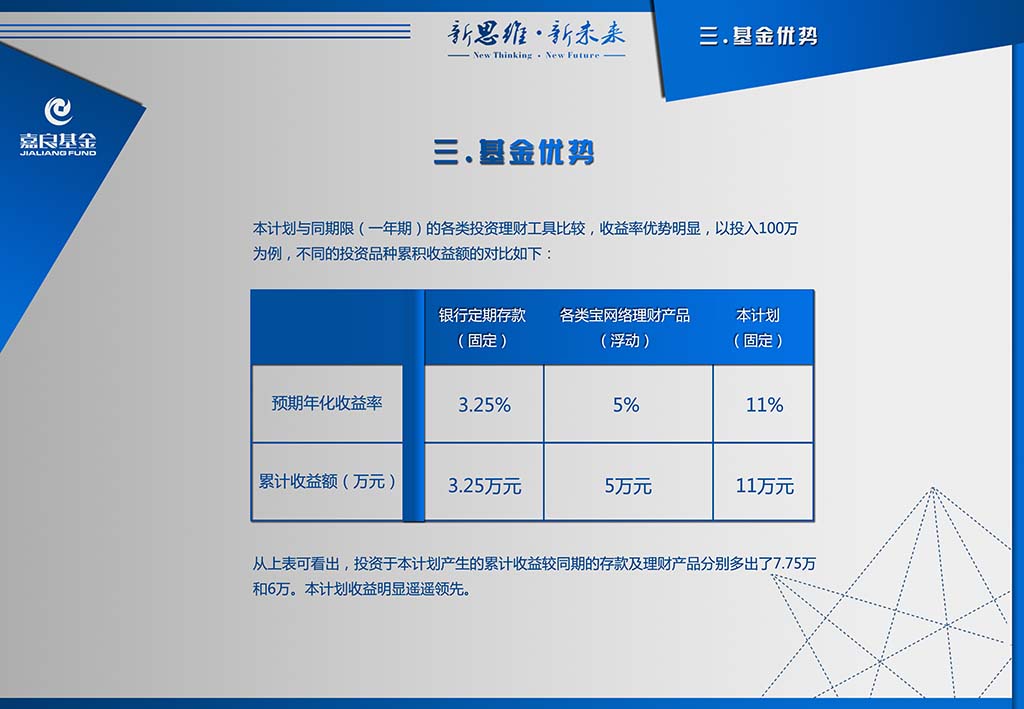 新思维·新未来
New Thinking · New Future
三.基金优势
嘉良基金
JIALIANG FUND
三.基金优势
本计划与同期限（一年期）的各类投资理财工具比较，收益率优势明显，以投入100万
为例，不同的投资品种累积收益额的对比如下：
银行定期存款 各类宝网络理财产品 本计划
（固定） （浮动） （固定）
预期年化收益率 3.25% 5% 11%
累计收益额（万元） 3.25万元 5万元 11万元
从上表可看出，投资于本计划产生的累计收益较同期的存款及理财产品分别多出了7.75万
和6万。本计划收益明显遥遥领先。